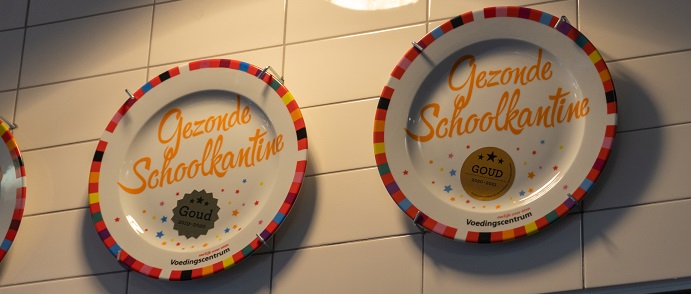 Gezonde
Schoolkantine
Goud
Voedingscentrum
Gezonde
Schoolkantine
GOUD
Voedingscentrum